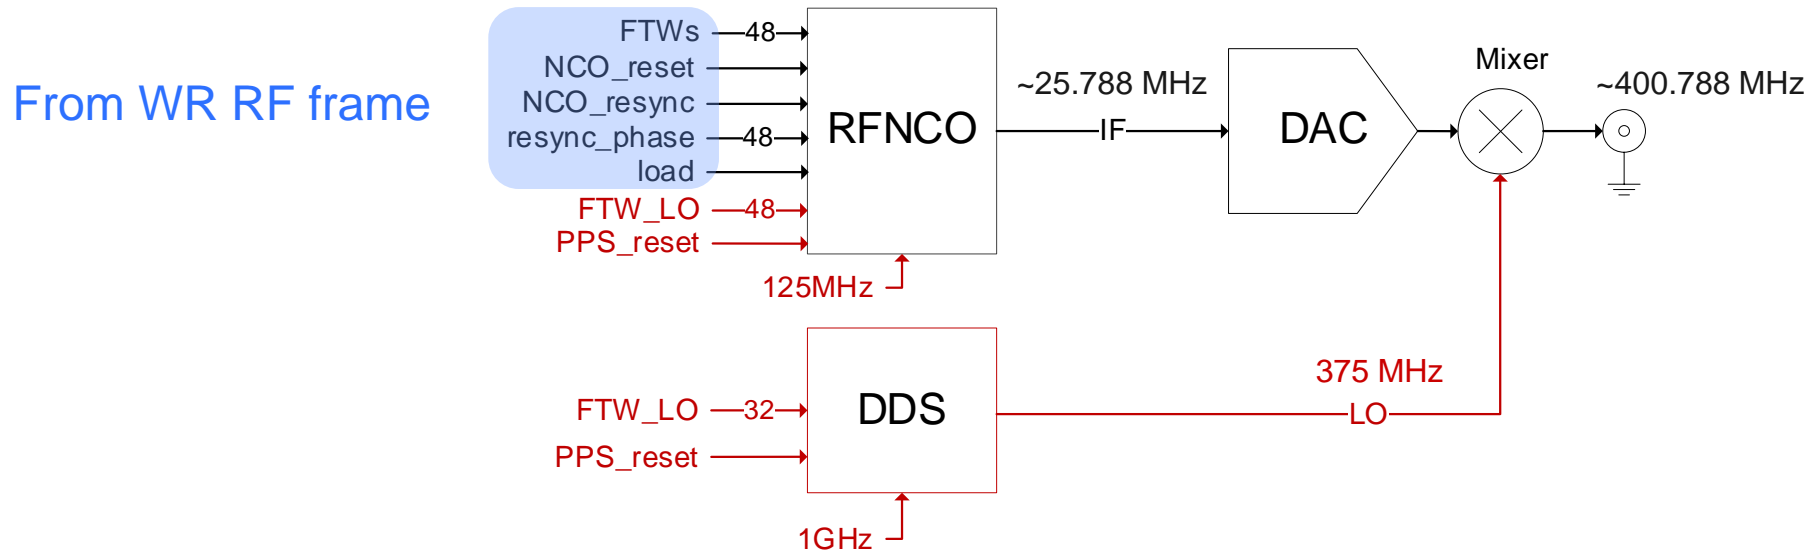 From WR RF frame
FTWs
48
NCO_reset
NCO_resync
resync_phase
48
load
FTW_LO
48
PPS_reset
125MHz
RFNCO
~25.788 MHz
IF
DAC
Mixer
~400.788 MHz
FTW_LO
32
PPS_reset
1GHz
DDS
375 MHz
LO